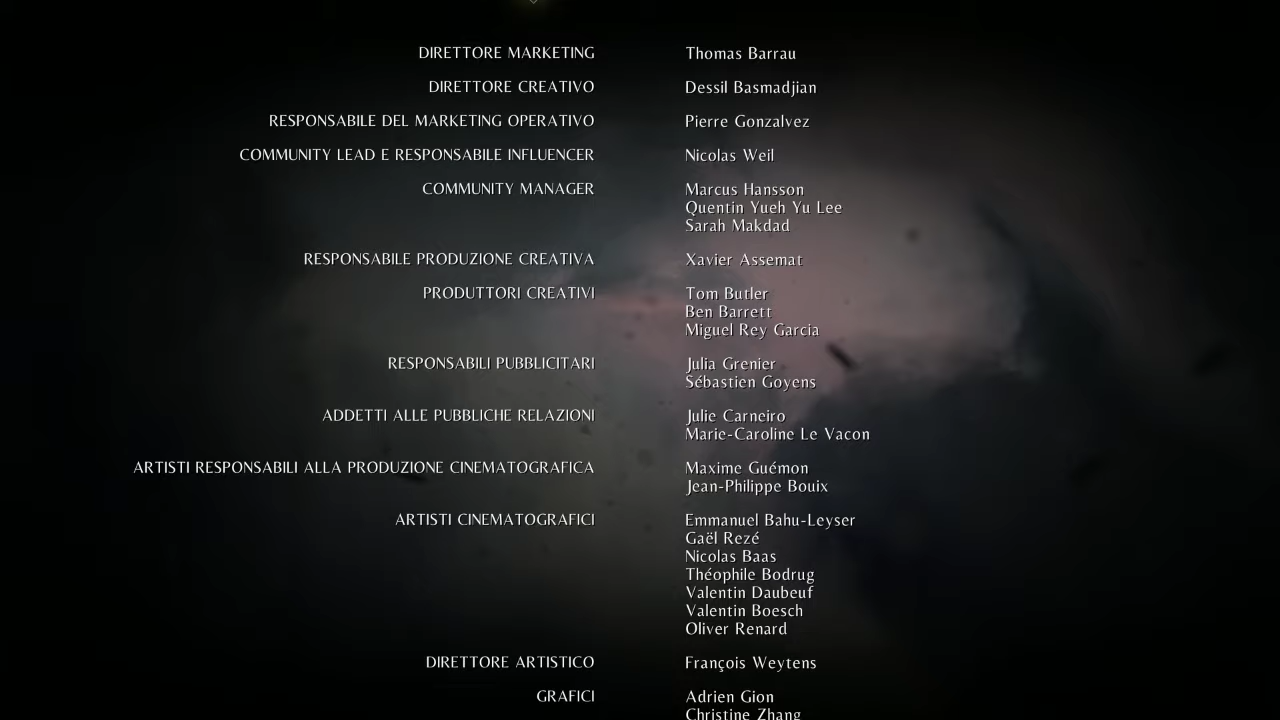 DIRETTORE MARKETING Thomas Barrau
DIRETTORE CREATIVO Dessil Basmadjian
RESPONSABILE DEL MARKETING OPERATIVO Pierre Gonzalvez
COMMUNITY LEAD E RESPONSABILE INFLUENCER Nicolas Weil
COMMUNITY MANAGER Marcus Hansson
Quentin Yueh Yu Lee
Sarah Makdad
RESPONSABILE PRODUZIONE CREATIVA Xavier Assemat
PRODUTTORI CREATIVI Tom Butler
Ben Barrett
Miguel Rey Garcia
RESPONSABILI PUBBLICITARI Julia Grenier
Sébastien Goyens
ADDETTI ALLE PUBBLICHE RELAZIONI Julie Carneiro
Marie-Caroline Le Vacon
ARTISTI RESPONSABILI ALLA PRODUZIONE CINEMATOGRAFICA Maxime Guémon
Jean-Philippe Bouix
ARTISTI CINEMATOGRAFICI Emmanuel Bahu-Leyser
Gaël Rezé
Nicolas Baas
Théophile Bodrug
Valentin Daubeuf
Valentin Boesch
Oliver Renard
DIRETTORE ARTISTICO François Weytens
GRAFICI Adrien Gion
Christine Zhang